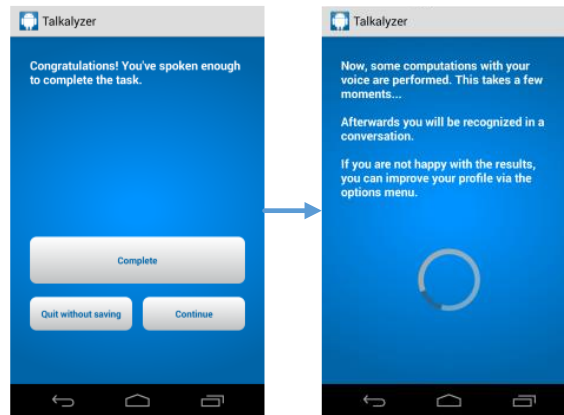 Talkalyzer
Congratulations! You've spoken enough
to complete the task.
Complete
Quit without saving
Continue
Talkalyzer
Now, some computations with your
voice are performed. This takes a few
moments...
Afterwards you will be recognized in a
conversation.
If you are not happy with the results,
you can improve your profile via the
options menu.